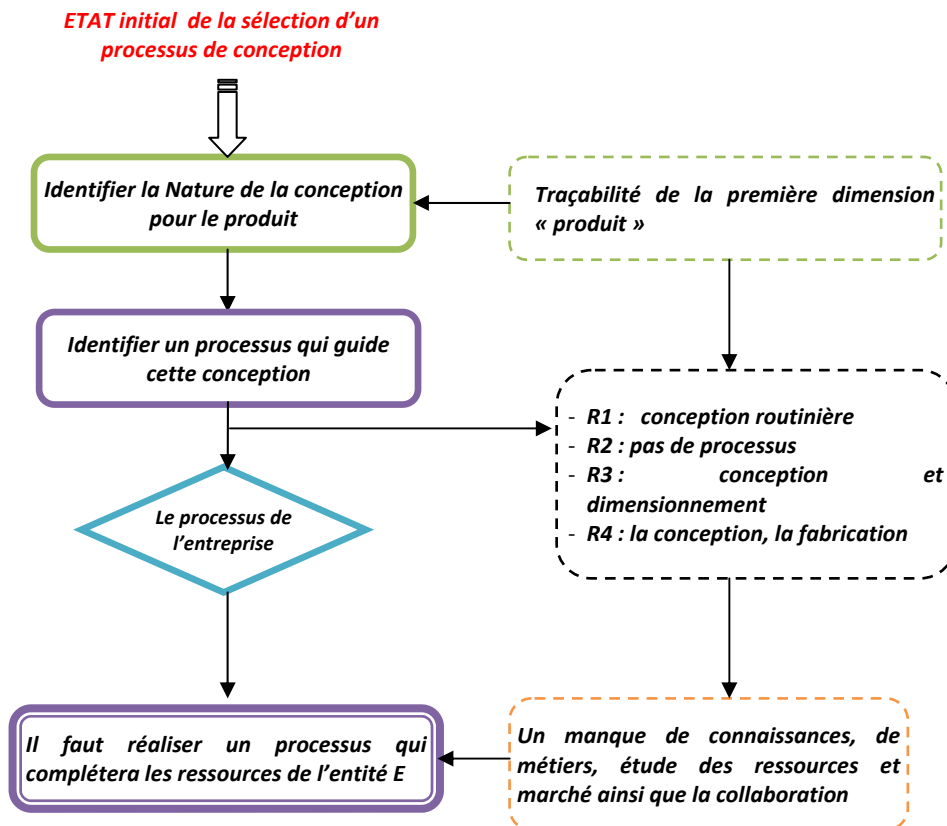 ETAT initial de la sélection d’un
processus de conception
Identifier la Nature de la conception
pour le produit
Traçabilité de la première dimension
« produit »
Identifier un processus qui guide
cette conception
- R1 : conception routinière
- R2 : pas de processus
- R3 : conception et
dimensionnement
- R4 : la conception, la fabrication
Le processus de
l’entreprise
Il faut réaliser un processus qui
complétera les ressources de l’entité E
Un manque de connaissances, de
métiers, étude des ressources et
marché ainsi que la collaboration